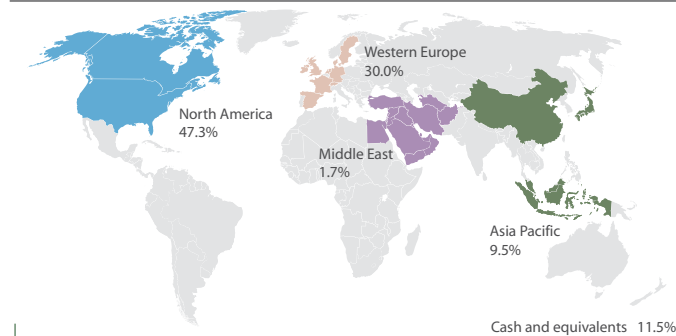 Western Europe
30.0%
North America
47.3%
Middle East
1.7%
Asia Pacific
9.5%
Cash and equivalents 11.5%